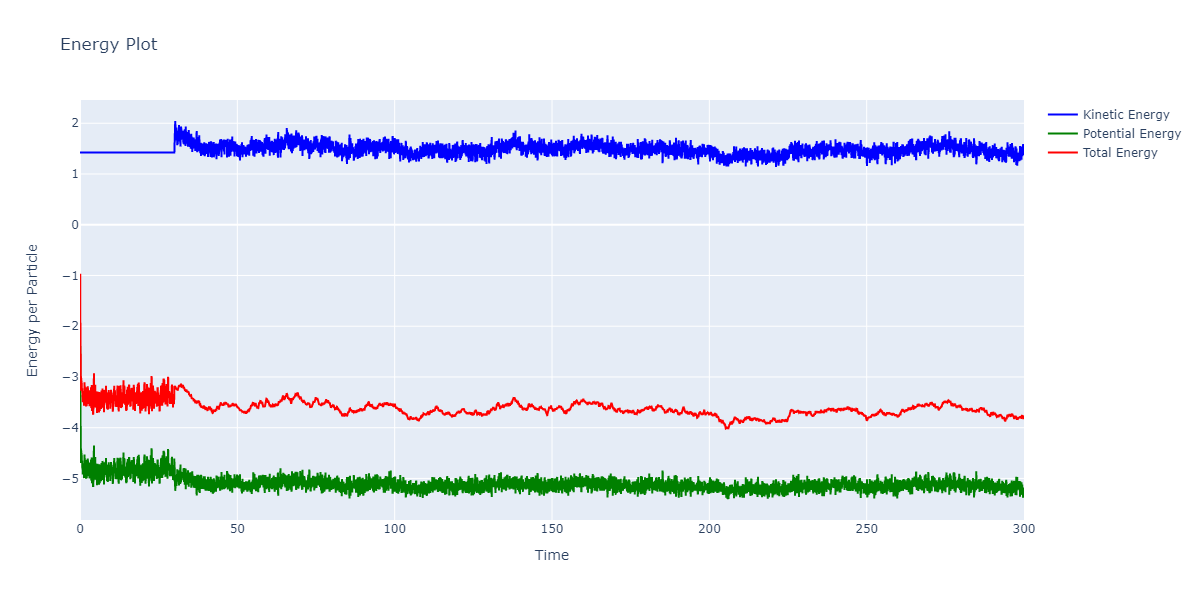 Energy Plot
Kinetic Energy
Potential Energy
Total Energy
Energy per Particle
2
1
0
−1
−2
−3
−4
−5
0 50 100 150 200 250 300
Time